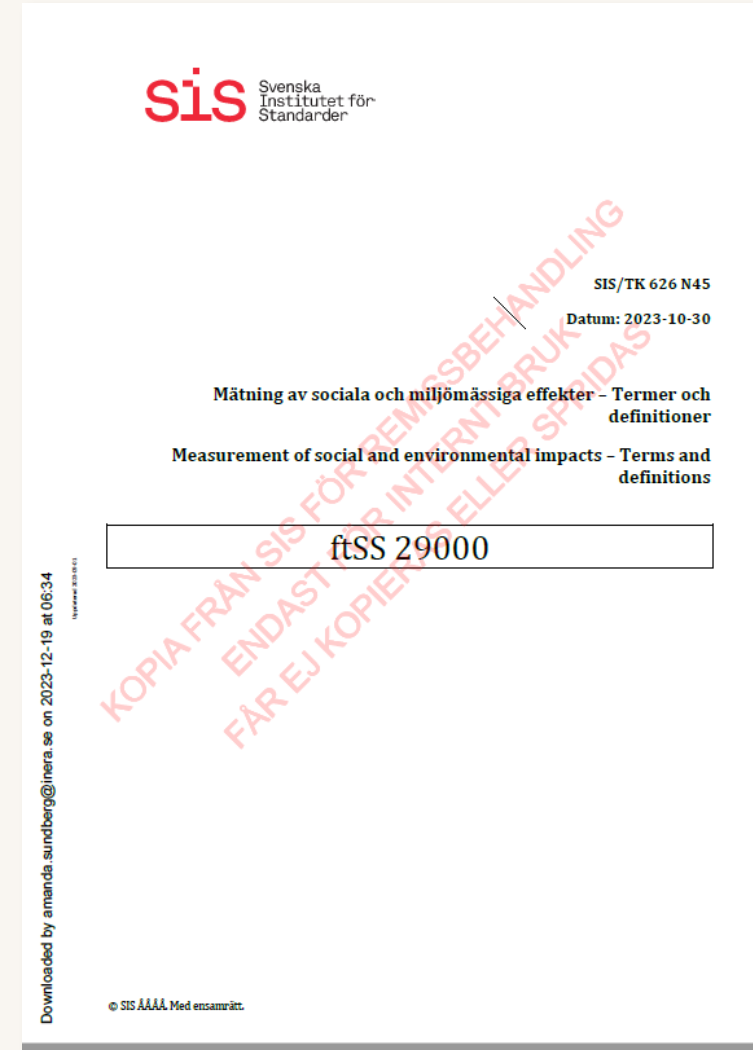 sis Svenska
Institutet för
Standarder
SIS/TK 626 N45
Datum: 2023-10-30
Mätning av sociala och miljömässiga effekter – Termer och
definitioner
Measurement of social and environmental impacts – Terms and
definitions
ftSS 29000
KOPIA FRÅN SIS FÖR REMISSBEHANDLING
ENDAST FÖR INTERNT BRUK
FÅR EJ KOPIERAS ELLER SPRIDAS
Downloaded by amanda.sundberg@inera.se on 2023-12-19 at 06:34
© SIS ÅÅÅÅ. Med ensamrätt.